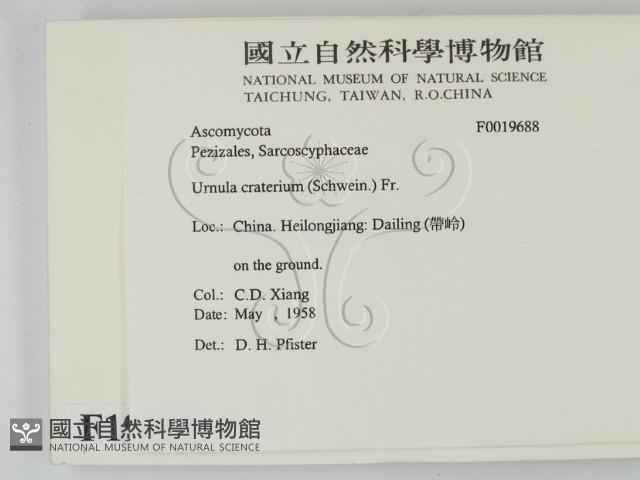 國立自然科學博物館
NATIONAL MUSEUM OF NATURAL SCIENCE
TAICHUNG, TAIWAN, R.O.CHINA
Ascomycota F0019688
Pezizales, Sarcoscyphaceae
Urnula craterium (Schwein.) Fr.
Loc.: China. Heilongjiang: Dailing (帶岭)
on the ground.
Col.: C.D. Xiang
Date: May , 1958
Det.: D. H. Pfister
國立自然科學博物館
NATIONAL MUSEUM OF NATURAL SCIENCE